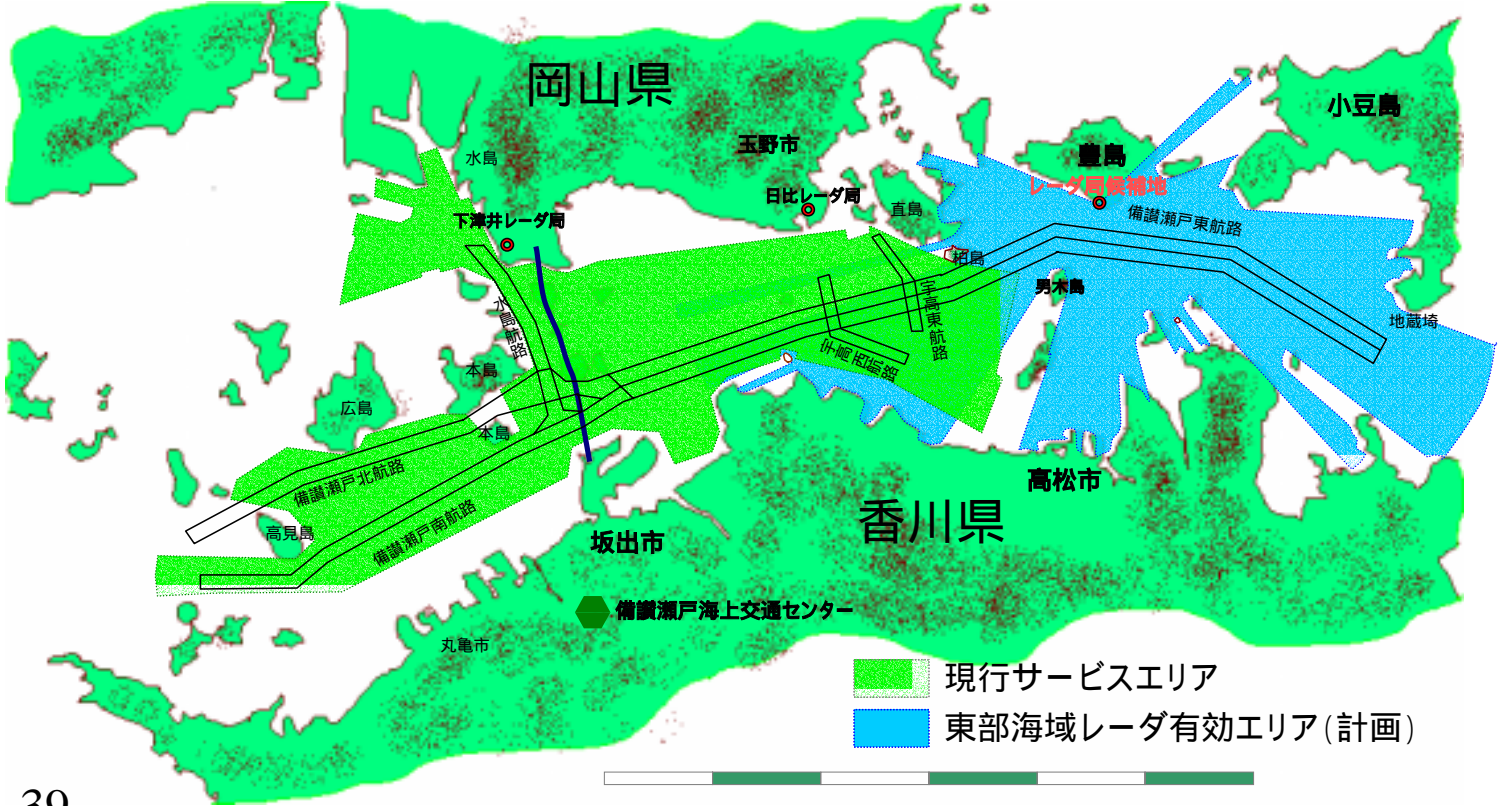 岡山県
小豆島
玉野市
豊島
水島
レーダ局候補地
日比レーダ局
直島
下津井レーダ局
備讃瀬戸東航路
柏島
男木島
宇高東航路
水島航路
地蔵埼
宇高西航路
本島
広島
本島
備讃瀬戸北航路
高松市
備讃瀬戸南航路
香川県
高見島
坂出市
備讃瀬戸海上交通センター
丸亀市
現行サービスエリア
東部海域レーダ有効エリア(計画)
39